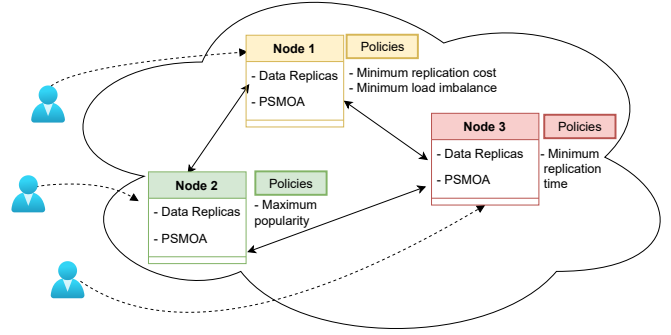 Node 1
Policies
- Data Replicas
- PSMOA
- Minimum replication cost
- Minimum load imbalance
Node 3
Policies
- Data Replicas
- PSMOA
- Minimum
replication
time
Node 2
Policies
- Data Replicas
- PSMOA
- Maximum
popularity